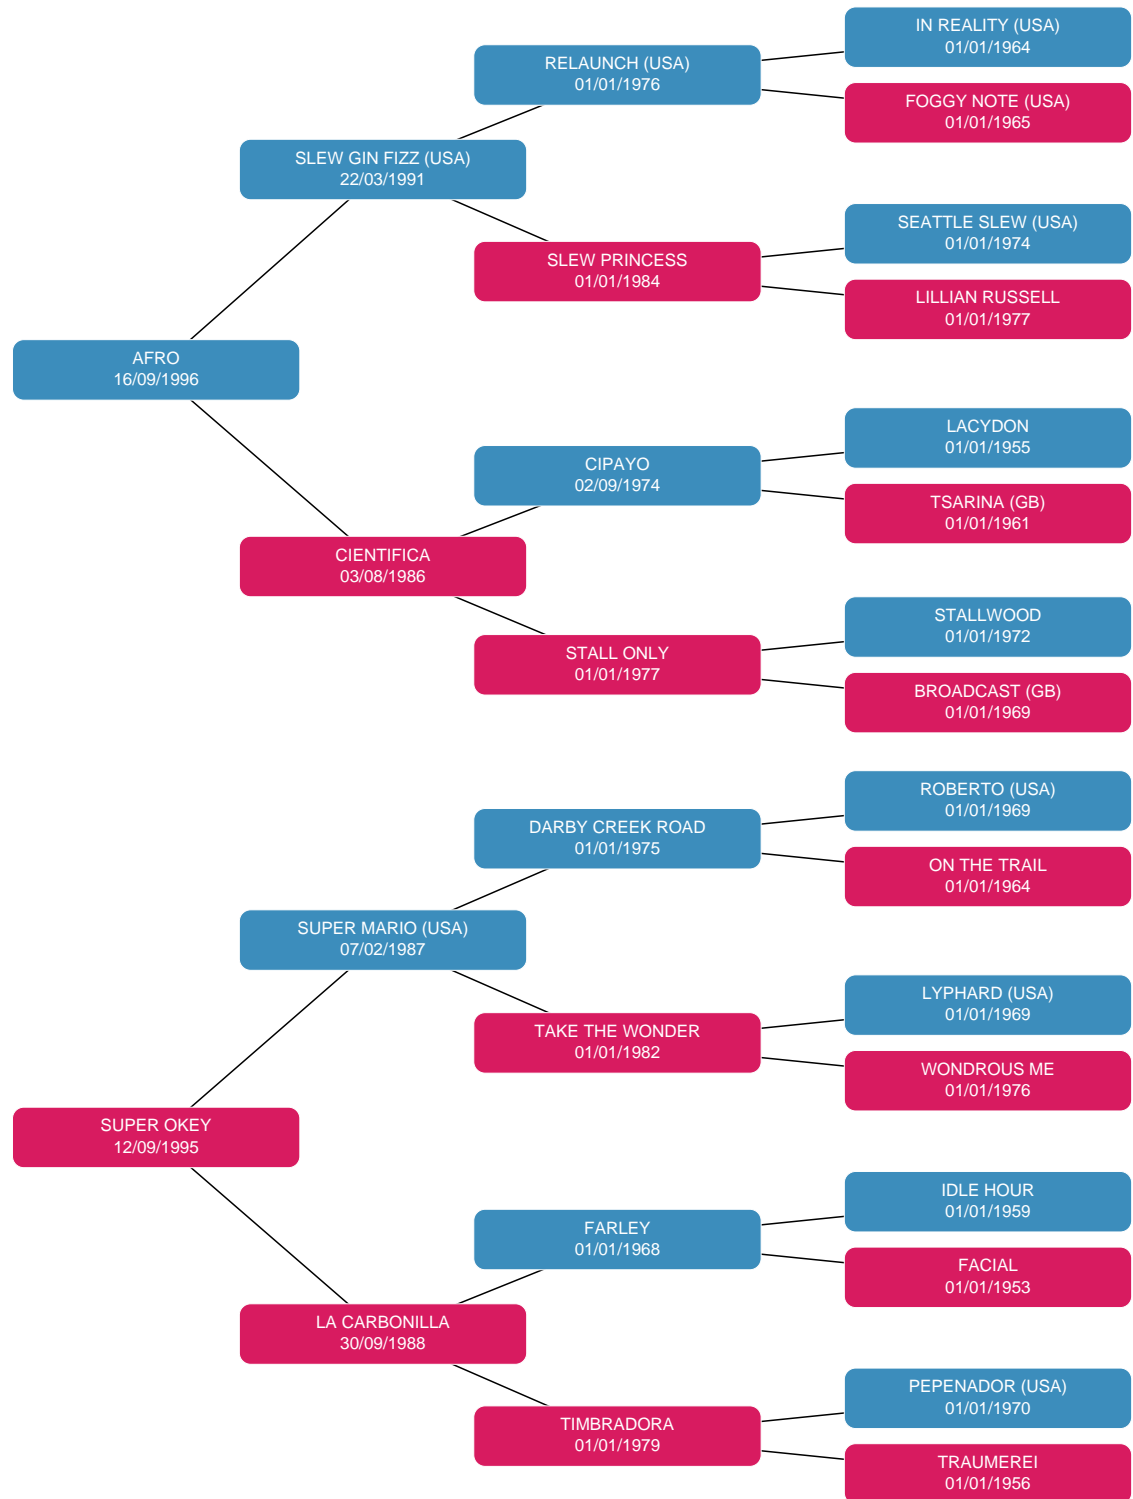 IN REALITY (USA)
01/01/1964
RELAUNCH (USA)
01/01/1976
FOGGY NOTE (USA)
01/01/1965
SLEW GIN FIZZ (USA)
22/03/1991
SEATTLE SLEW (USA)
01/01/1974
SLEW PRINCESS
01/01/1984
LILLIAN RUSSELL
01/01/1977
AFRO
16/09/1996
LACYDON
01/01/1955
CIPAYO
02/09/1974
TSARINA (GB)
01/01/1961
CIENTIFICA
03/08/1986
STALLWOOD
01/01/1972
STALL ONLY
01/01/1977
BROADCAST (GB)
01/01/1969
ROBERTO (USA)
01/01/1969
DARBY CREEK ROAD
01/01/1975
ON THE TRAIL
01/01/1964
SUPER MARIO (USA)
07/02/1987
LYPHARD (USA)
01/01/1969
TAKE THE WONDER
01/01/1982
WONDROUS ME
01/01/1976
SUPER OKEY
12/09/1995
IDLE HOUR
01/01/1959
FARLEY
01/01/1968
FACIAL
01/01/1953
LA CARBONILLA
30/09/1988
PEPENADOR (USA)
01/01/1970
TIMBRADORA
01/01/1979
TRAUMEREI
01/01/1956